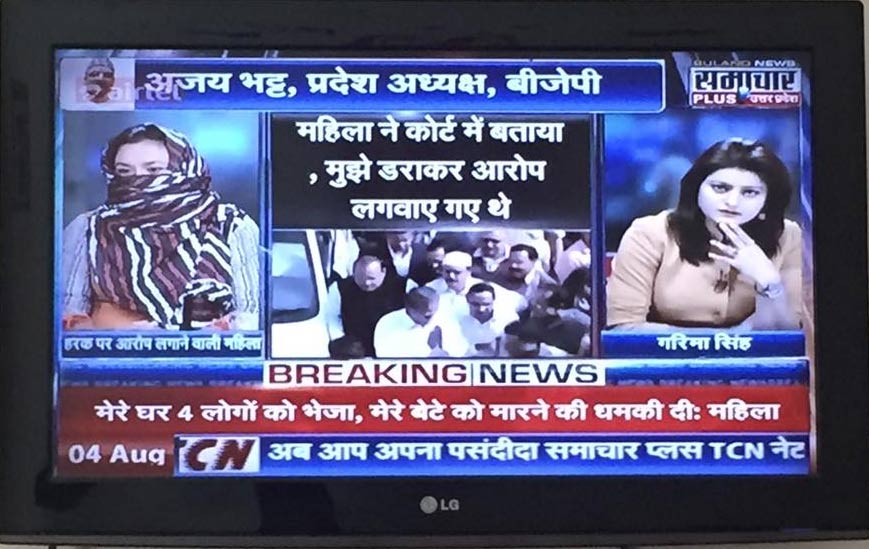 अजय भट्ट, प्रदेश अध्यक्ष, बीजेपी
airtel
BULAND NEWS
समाचार
PLUS उत्तर प्रदेश
महिला ने कोर्ट में बताया
, मुझे डराकर आरोप
लगवाए गए थे
हरक पर आरोप लगाने वाली महिला
गरिमा सिंह
BREAKING NEWS
मेरे घर 4 लोगों को भेजा, मेरे बेटे को मारने की धमकी दी: महिला
04 Aug TCN अब आप अपना पसंदीदा समाचार प्लस TCN नेट
LG